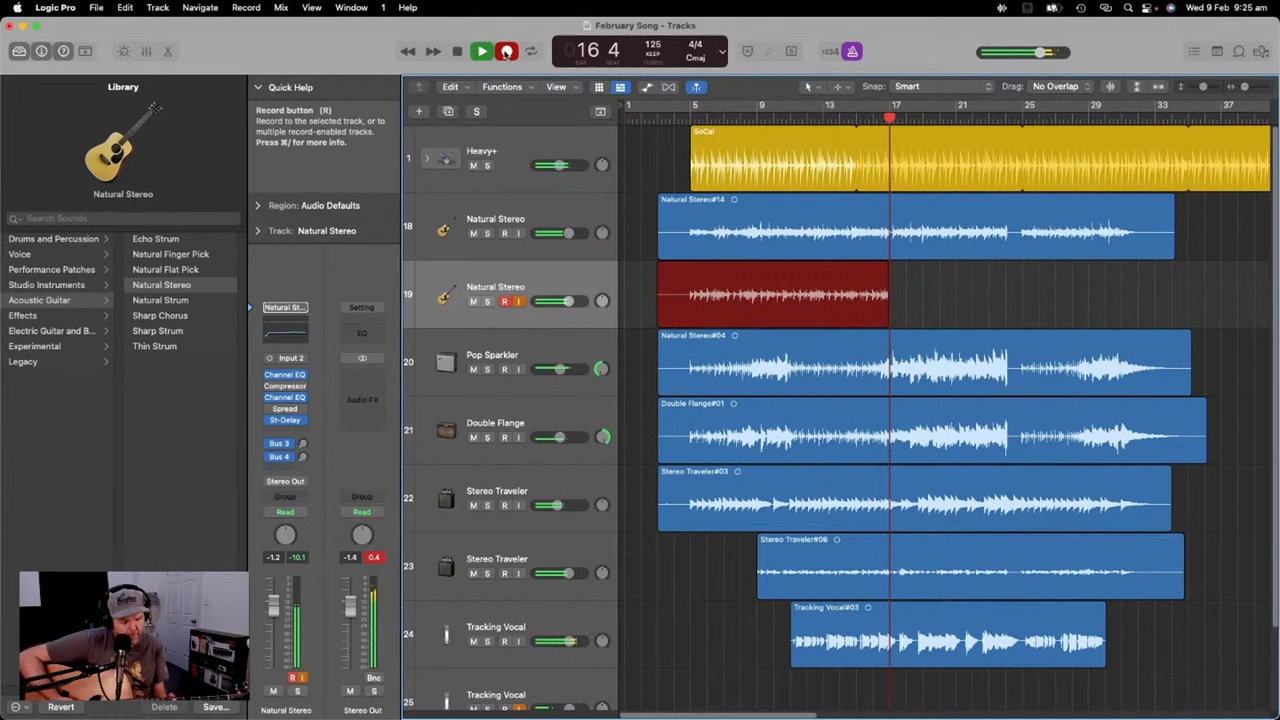 Logic Pro File Edit Track Navigate Record Mix View Window 1 Help Wed 9 Feb 9:25 am
February Song - Tracks
16 4 125 4/4
KEEP Cmaj
BAR BEAT TEMPO
1234
Library
Natural Stereo
Search Sounds
Drums and Percussion
Voice
Performance Patches
Studio Instruments
Acoustic Guitar
Effects
Electric Guitar and B...
Experimental
Legacy
Echo Strum
Natural Finger Pick
Natural Flat Pick
Natural Stereo
Natural Strum
Sharp Chorus
Sharp Strum
Thin Strum
Revert Delete Save...
Quick Help
Record button (R)
Record to the selected track, or to
multiple record-enabled tracks.
Press ⌘/ for more info.
Region: Audio Defaults
Track: Natural Stereo
Natural St... Setting
EQ
Input 2
Channel EQ
Compressor
Channel EQ Audio FX
Spread
St-Delay
Bus 3
Bus 4
Stereo Out
Group Group
Read Read
-1.2 -10.1 -1.4 0.4
R I Bnc
M S M S
Natural Stereo Stereo Out
Edit Functions View Snap: Smart Drag: No Overlap
S
1 5 9 13 17 21 25 29 33 37
1 Heavy+
M S
SoCal
18 Natural Stereo
M S R I
Natural Stereo#14
19 Natural Stereo
M S R I
20 Pop Sparkler
M S R I
Natural Stereo#04
21 Double Flange
M S R I
Double Flange#01
22 Stereo Traveler
M S R I
Stereo Traveler#03
23 Stereo Traveler
M S R I
Stereo Traveler#06
24 Tracking Vocal
M S R I
Tracking Vocal#03
25 Tracking Vocal
M S R I